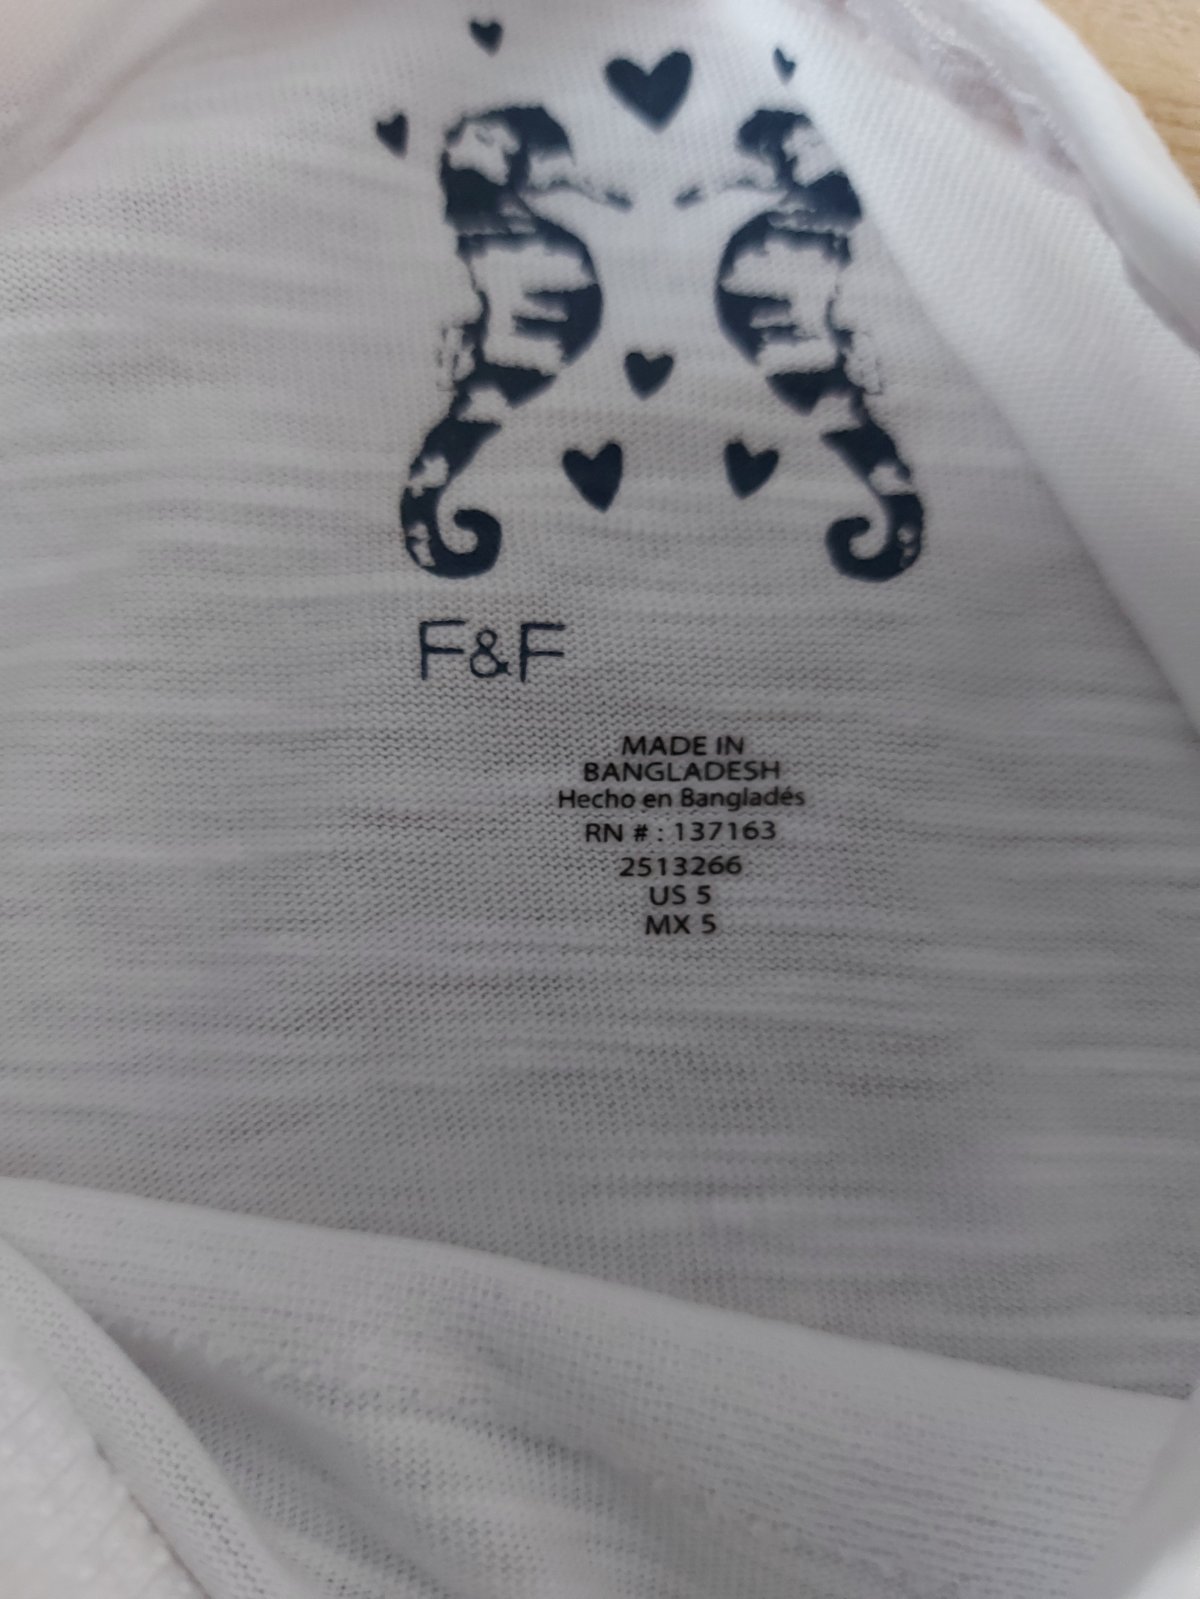 F&F
MADE IN
BANGLADESH
Hecho en Bangladés
RN # : 137163
2513266
US 5
MX 5